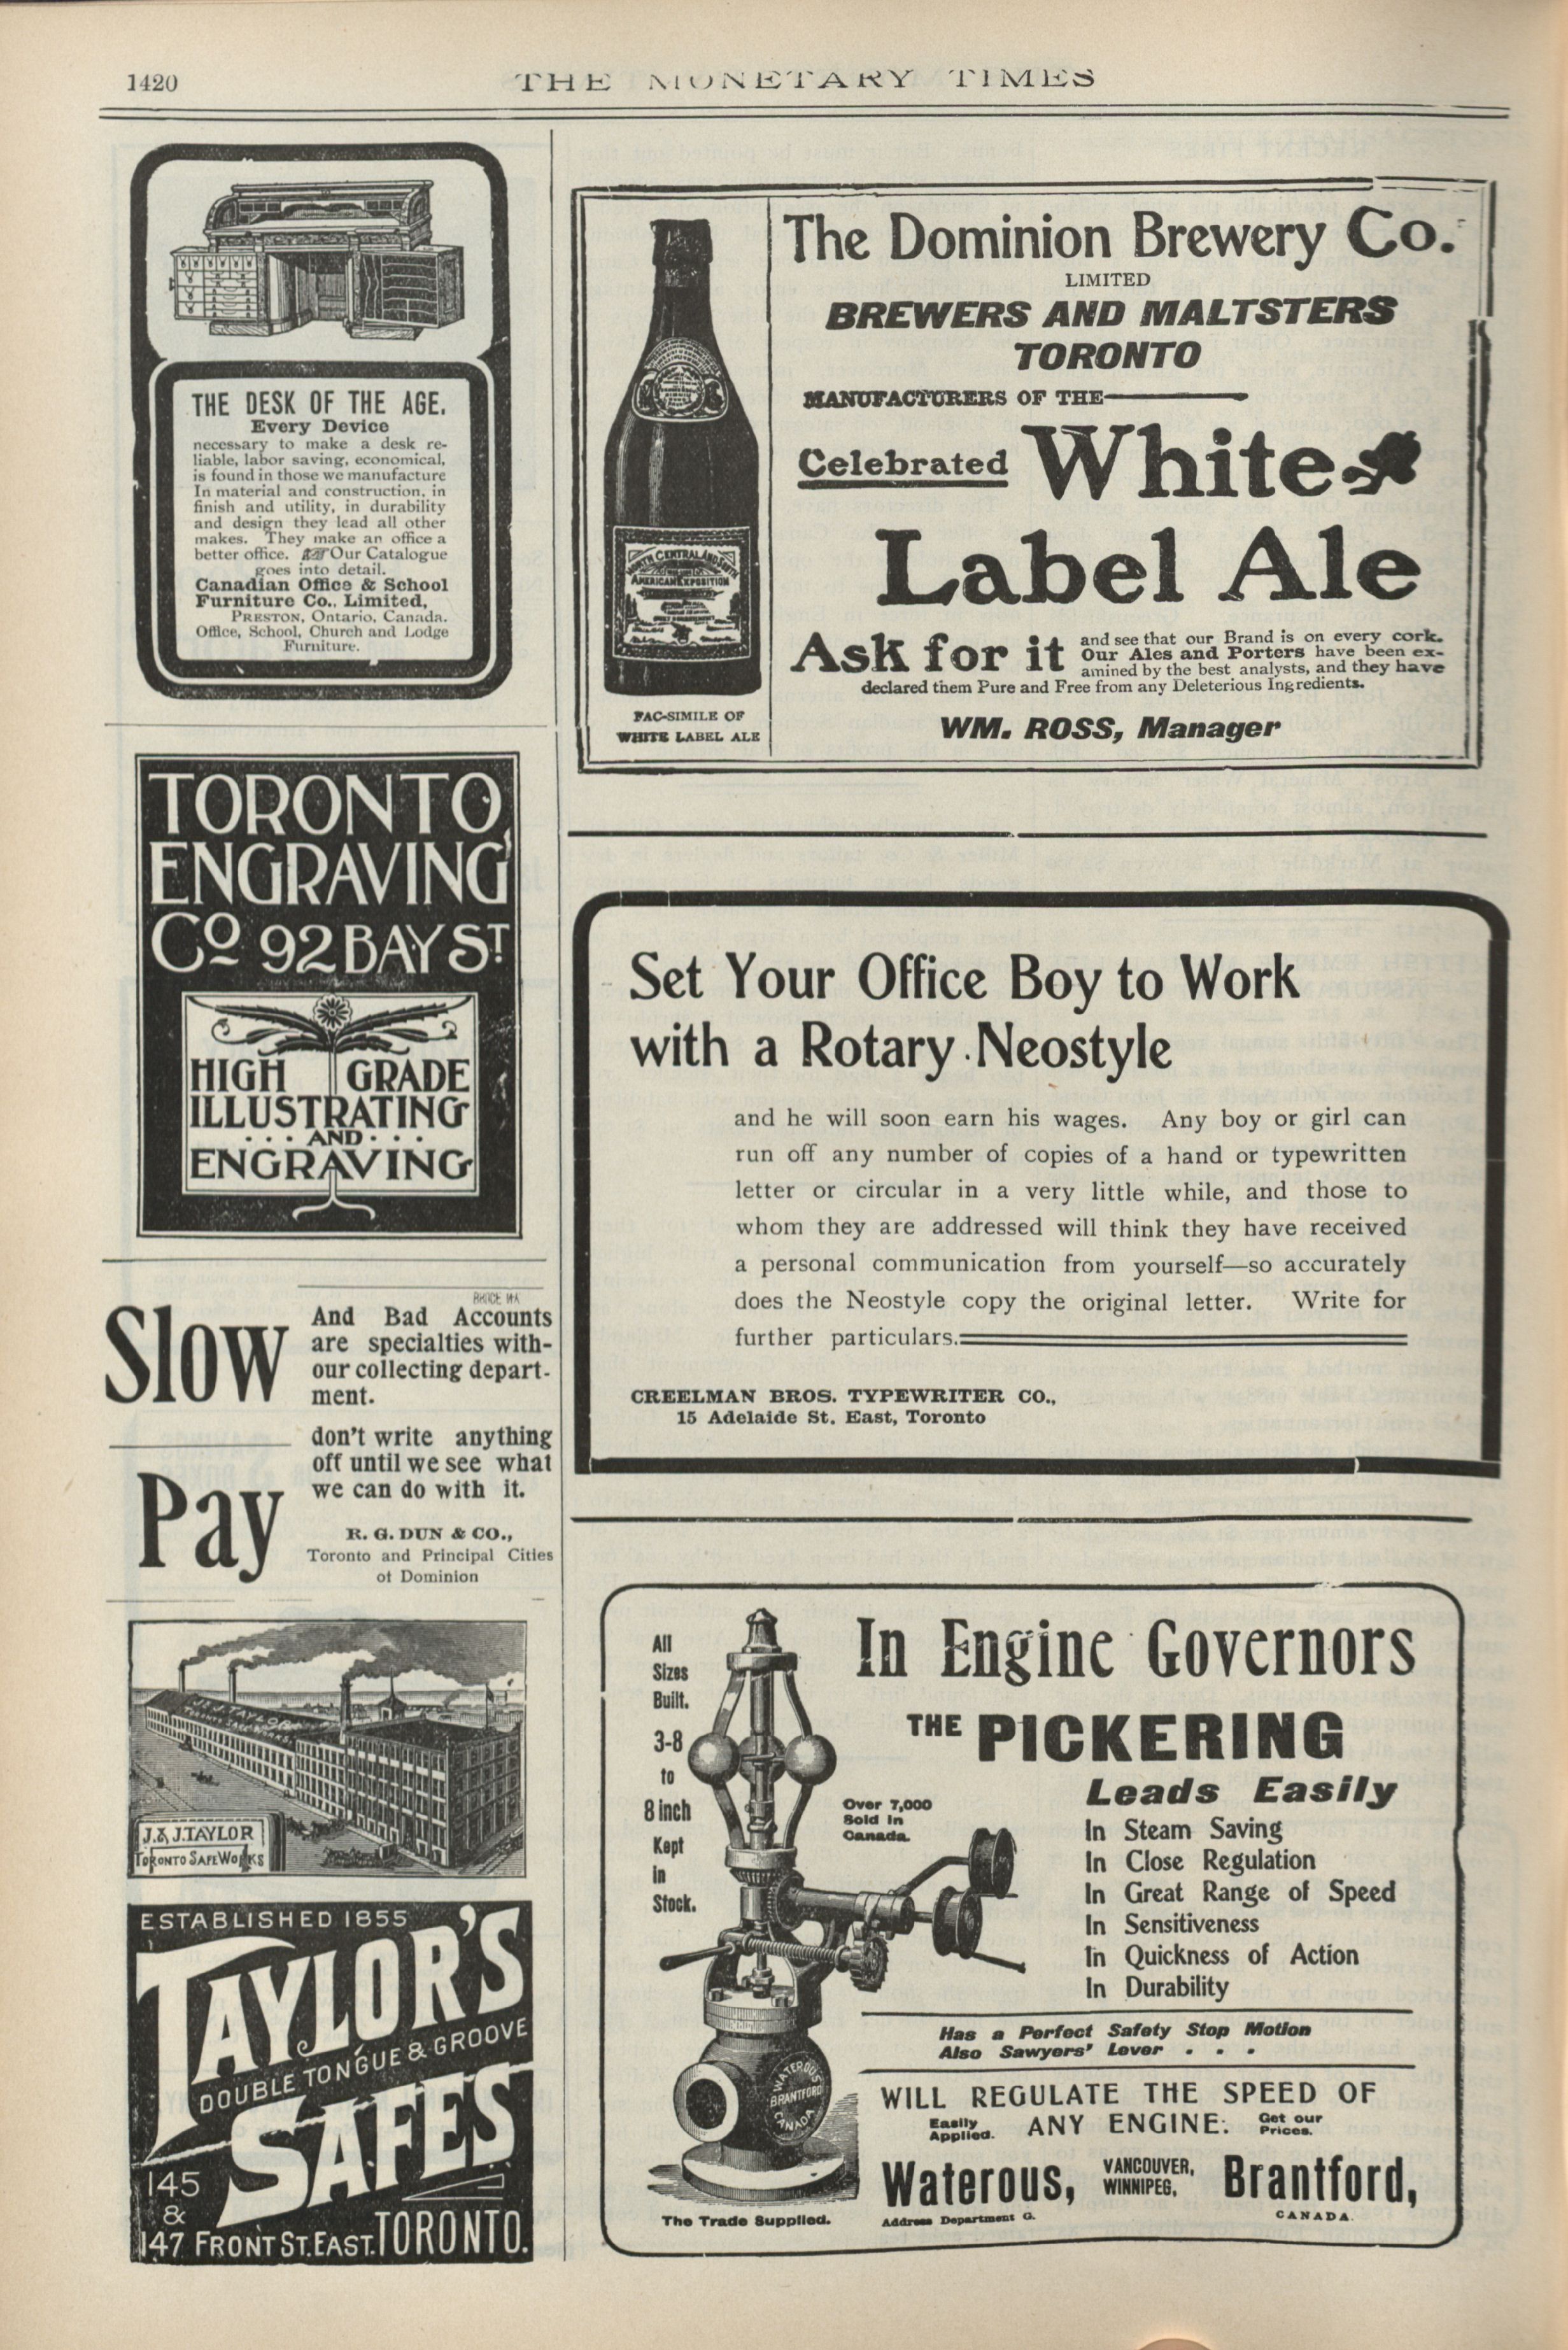 1420
THE MONETARY TIMES
THE DESK OF THE AGE.
Every Device
necessary to make a desk re-
liable, labor saving, economical,
is found in those we manufacture
In material and construction, in
finish and utility, in durability
and design they lead all other
makes. They make an office a
better office. Our Catalogue
goes into detail.
Canadian Office & School
Furniture Co., Limited,
PRESTON, Ontario, Canada.
Office, School, Church and Lodge
Furniture.
TORONTO
ENGRAVING
Co 92 BAY ST.
HIGH GRADE
ILLUSTRATING
... AND ...
ENGRAVING
Slow
Pay
And Bad Accounts
are specialties with-
our collecting depart-
ment.
don't write anything
off until we see what
we can do with it.
R. G. DUN & CO.,
Toronto and Principal Cities
of Dominion
J. & J. TAYLOR
TORONTO SAFE WORKS
ESTABLISHED 1855
TAYLOR'S
DOUBLE TONGUE & GROOVE
SAFES
145
&
147 FRONT ST. EAST. TORONTO.
NORTH CENTRAL AND SOUTH
AMERICAN EXPOSITION
FAC-SIMILE OF
WHITE LABEL ALE
The Dominion Brewery Co.
LIMITED
BREWERS AND MALTSTERS
TORONTO
MANUFACTURERS OF THE
Celebrated White
Label Ale
Ask for it and see that our Brand is on every cork.
Our Ales and Porters have been ex-
amined by the best analysts, and they have
declared them Pure and Free from any Deleterious Ingredients.
WM. ROSS, Manager
Set Your Office Boy to Work
with a Rotary Neostyle
and he will soon earn his wages. Any boy or girl can
run off any number of copies of a hand or typewritten
letter or circular in a very little while, and those to
whom they are addressed will think they have received
a personal communication from yourself—so accurately
does the Neostyle copy the original letter. Write for
further particulars.
CREELMAN BROS. TYPEWRITER CO.,
15 Adelaide St. East, Toronto
All
Sizes
Built.
3-8
to
8 inch
Kept
in
Stock.
In Engine Governors
THE PICKERING
Leads Easily
Over 7,000
Sold in
Canada.
In Steam Saving
In Close Regulation
In Great Range of Speed
In Sensitiveness
In Quickness of Action
In Durability
Has a Perfect Safety Stop Motion
Also Sawyers' Lever . . .
WATEROUS
BRANTFORD
CANADA
WILL REGULATE THE SPEED OF
Easily Applied. ANY ENGINE. Get our Prices.
Waterous, VANCOUVER, WINNIPEG, Brantford,
The Trade Supplied.
Address Department G.
CANADA.